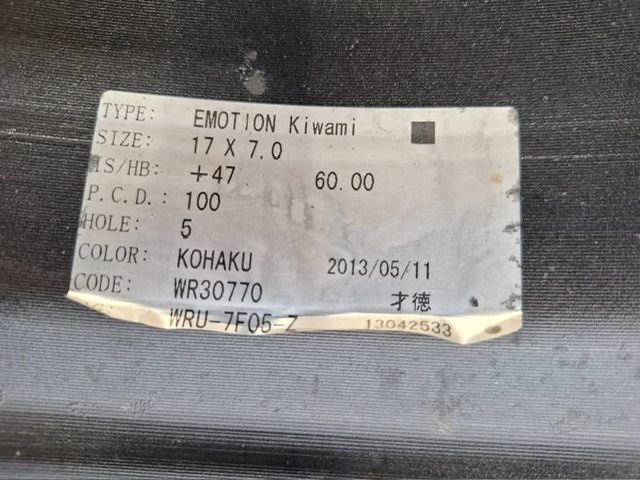 TYPE: EMOTION Kiwami
SIZE: 17 X 7.0
IS/HB: +47 60.00
P.C.D.: 100
HOLE: 5
COLOR: KOHAKU 2013/05/11
CODE: WR30770 才徳
WRU-7F05-Z 13042533